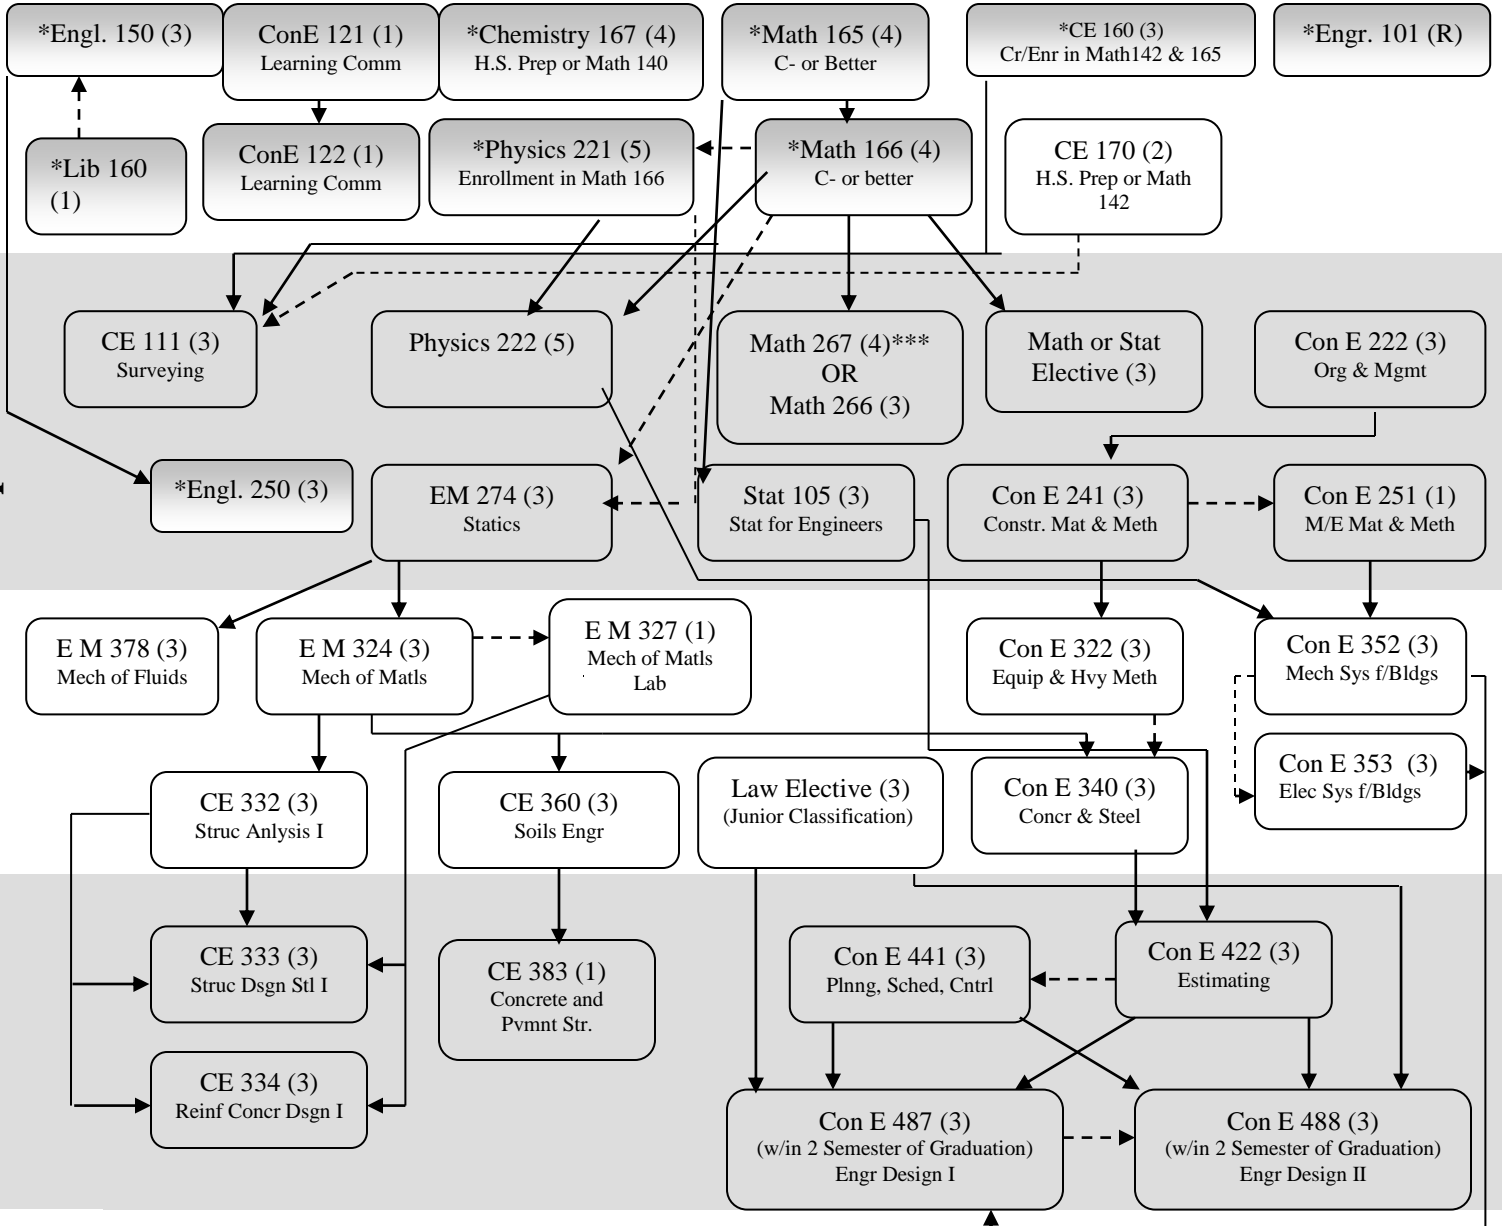 *Engl. 150 (3)
ConE 121 (1)
Learning Comm
*Chemistry 167 (4)
H.S. Prep or Math 140
*Math 165 (4)
C- or Better
*CE 160 (3)
Cr/Enr in Math142 & 165
*Engr. 101 (R)
*Lib 160
(1)
ConE 122 (1)
Learning Comm
*Physics 221 (5)
Enrollment in Math 166
*Math 166 (4)
C- or better
CE 170 (2)
H.S. Prep or Math
142
CE 111 (3)
Surveying
Physics 222 (5)
Math 267 (4)***
OR
Math 266 (3)
Math or Stat
Elective (3)
Con E 222 (3)
Org & Mgmt
*Engl. 250 (3)
EM 274 (3)
Statics
Stat 105 (3)
Stat for Engineers
Con E 241 (3)
Constr. Mat & Meth
Con E 251 (1)
M/E Mat & Meth
E M 378 (3)
Mech of Fluids
E M 324 (3)
Mech of Matls
E M 327 (1)
Mech of Matls
Lab
Con E 322 (3)
Equip & Hvy Meth
Con E 352 (3)
Mech Sys f/Bldgs
CE 332 (3)
Struc Anlysis I
CE 360 (3)
Soils Engr
Law Elective (3)
(Junior Classification)
Con E 340 (3)
Concr & Steel
Con E 353 (3)
Elec Sys f/Bldgs
CE 333 (3)
Struc Dsgn Stl I
CE 383 (1)
Concrete and
Pvmnt Str.
Con E 441 (3)
Plnng, Sched, Cntrl
Con E 422 (3)
Estimating
CE 334 (3)
Reinf Concr Dsgn I
Con E 487 (3)
(w/in 2 Semester of Graduation)
Engr Design I
Con E 488 (3)
(w/in 2 Semester of Graduation)
Engr Design II